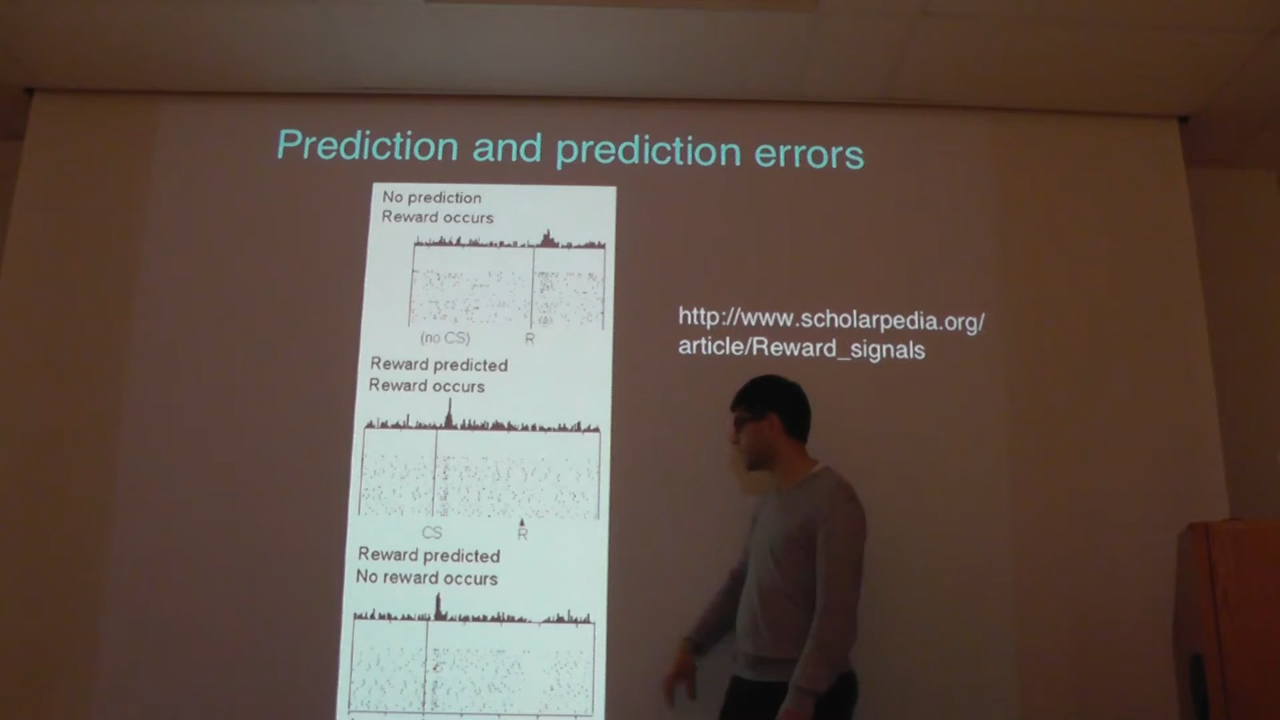 Prediction and prediction errors
No prediction
Reward occurs
(no CS) R
http://www.scholarpedia.org/
article/Reward_signals
Reward predicted
Reward occurs
CS R
Reward predicted
No reward occurs